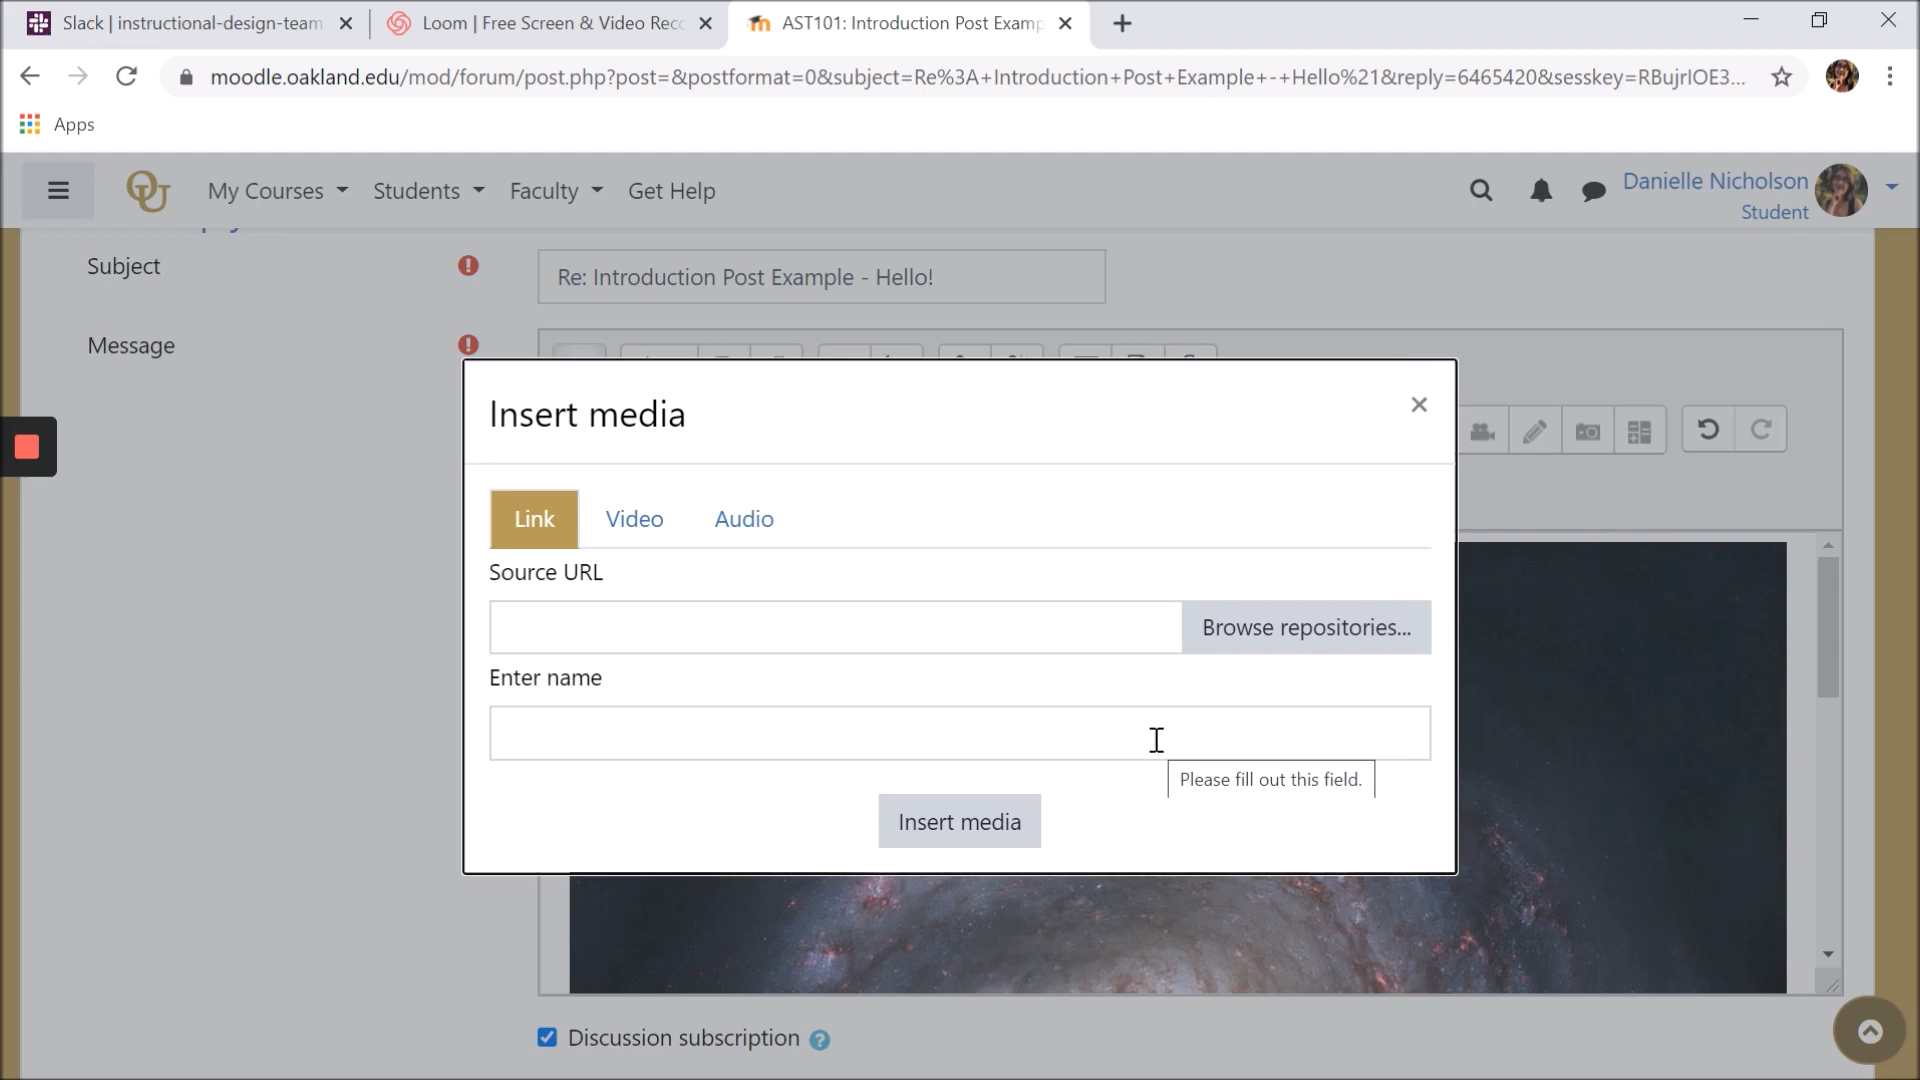 Slack | instructional-design-team
Loom | Free Screen & Video Rec
AST101: Introduction Post Examp
moodle.oakland.edu/mod/forum/post.php?post=&postformat=0&subject=Re%3A+Introduction+Post+Example+-+Hello%21&reply=6465420&sesskey=RBujrIOE3...
Apps
OU My Courses Students Faculty Get Help
Danielle Nicholson
Student
Subject
Re: Introduction Post Example - Hello!
Message
Insert media
Link Video Audio
Source URL
Browse repositories...
Enter name
Please fill out this field.
Insert media
Discussion subscription